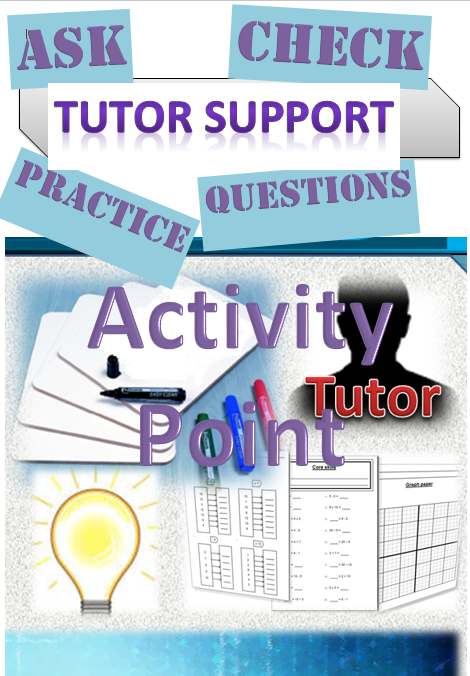 ASK
CHECK
TUTOR SUPPORT
PRACTICE
QUESTIONS
Activity
Tutor
Point
EASY CLEAR
Core skills
Graph paper